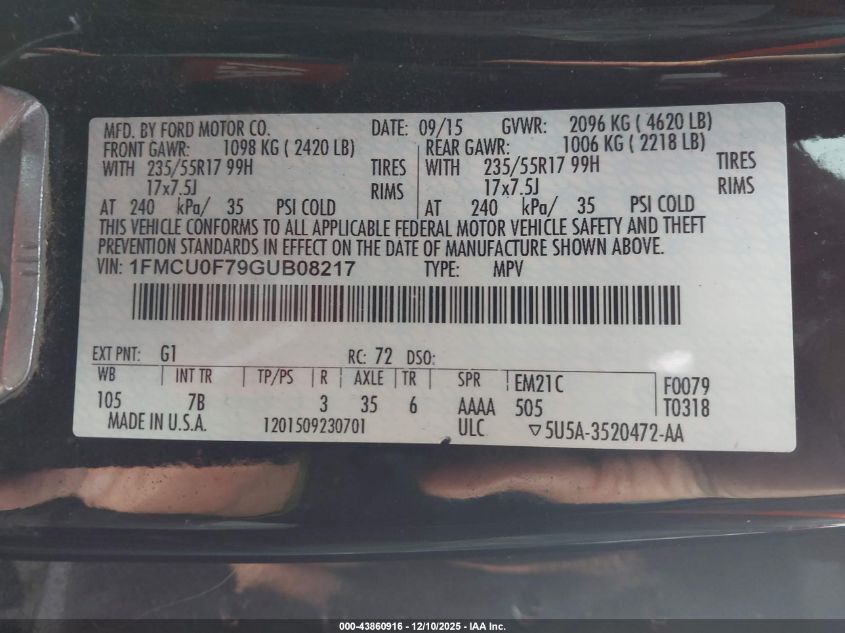 MFD. BY FORD MOTOR CO. DATE: 09/15 GVWR: 2096 KG ( 4620 LB)
FRONT GAWR: 1098 KG ( 2420 LB) REAR GAWR: 1006 KG ( 2218 LB)
WITH 235/55R17 99H TIRES WITH 235/55R17 99H TIRES
17x7.5J RIMS 17x7.5J RIMS
AT 240 kPa/ 35 PSI COLD AT 240 kPa/ 35 PSI COLD
THIS VEHICLE CONFORMS TO ALL APPLICABLE FEDERAL MOTOR VEHICLE SAFETY AND THEFT
PREVENTION STANDARDS IN EFFECT ON THE DATE OF MANUFACTURE SHOWN ABOVE.
VIN: 1FMCU0F79GUB08217 TYPE: MPV
EXT PNT: G1 RC: 72 DSO:
WB INT TR TP/PS R AXLE TR SPR EM21C F0079
105 7B 3 35 6 AAAA 505 T0318
MADE IN U.S.A. 1201509230701 ULC ▽5U5A-3520472-AA
000-43860916 - 12/10/2025 - IAA Inc.